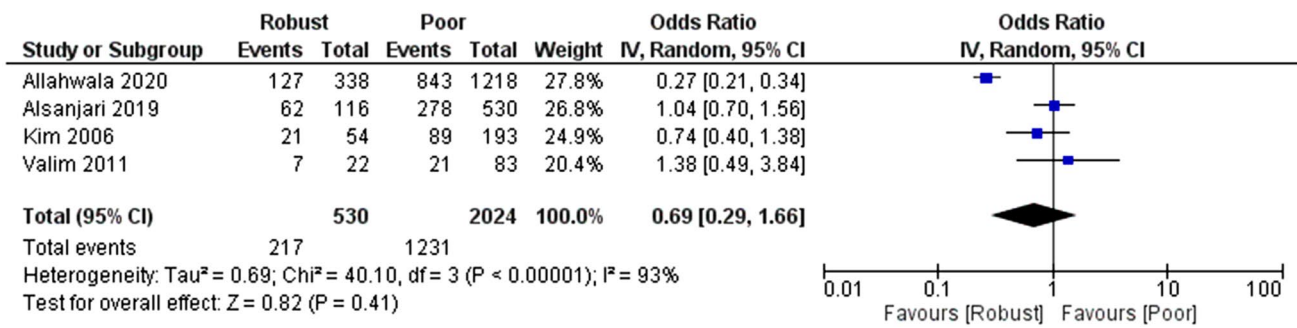 Robust Poor Odds Ratio Odds Ratio
Study or Subgroup Events Total Events Total Weight IV, Random, 95% CI IV, Random, 95% CI
Allahwala 2020 127 338 843 1218 27.8% 0.27 [0.21, 0.34]
Alsanjari 2019 62 116 278 530 26.8% 1.04 [0.70, 1.56]
Kim 2006 21 54 89 193 24.9% 0.74 [0.40, 1.38]
Valim 2011 7 22 21 83 20.4% 1.38 [0.49, 3.84]
Total (95% CI) 530 2024 100.0% 0.69 [0.29, 1.66]
Total events 217 1231
Heterogeneity: Tau² = 0.69; Chi² = 40.10, df = 3 (P < 0.00001); I² = 93%
Test for overall effect: Z = 0.82 (P = 0.41)
0.01 0.1 1 10 100
Favours [Robust] Favours [Poor]